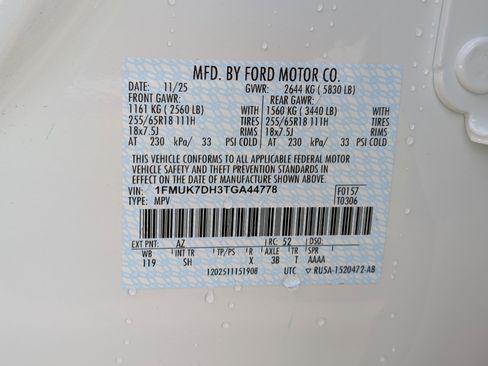 MFD. BY FORD MOTOR CO.
DATE: 11/25 GVWR: 2644 KG ( 5830 LB)
FRONT GAWR: REAR GAWR:
1161 KG ( 2560 LB) WITH 1560 KG ( 3440 LB) WITH
255/65R18 111H TIRES 255/65R18 111H TIRES
18x7.5J RIMS 18x7.5J RIMS
AT 230 kPa/ 33 PSI COLD AT 230 kPa/ 33 PSI COLD
THIS VEHICLE CONFORMS TO ALL APPLICABLE FEDERAL MOTOR
VEHICLE SAFETY AND THEFT PREVENTION STANDARDS IN
EFFECT ON THE DATE OF MANUFACTURE SHOWN ABOVE.
VIN: 1FMUK7DH3TGA44778 F0157
TYPE: MPV T0306
EXT PNT: AZ RC: 52 DSO:
WB INT TR TP/PS R AXLE TR SPR
119 SH X 38 T AAAA
1202511151908 UTC ▽ RU5A-1520472-AB